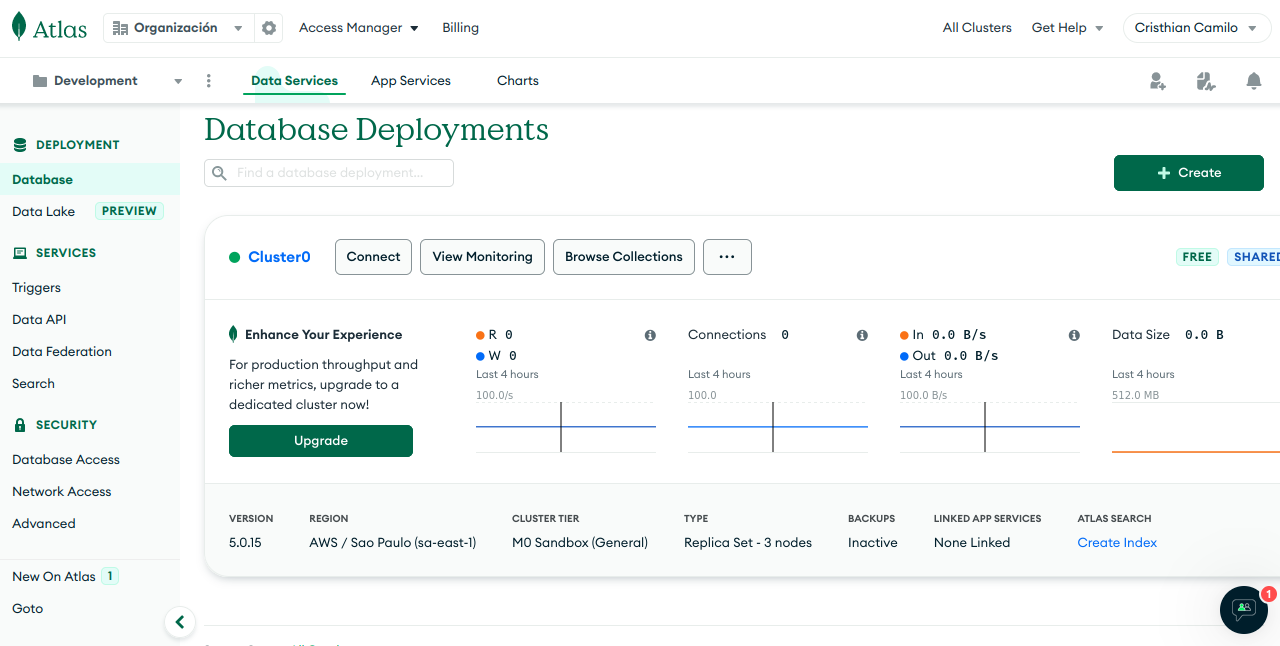 Atlas
Organización
Access Manager
Billing
All Clusters
Get Help
Cristhian Camilo
Development
Data Services
App Services
Charts
DEPLOYMENT
Database
Data Lake PREVIEW
SERVICES
Triggers
Data API
Data Federation
Search
SECURITY
Database Access
Network Access
Advanced
New On Atlas 1
Goto
Database Deployments
Find a database deployment...
Create
Cluster0
Connect
View Monitoring
Browse Collections
...
FREE
SHARED
Enhance Your Experience
For production throughput and
richer metrics, upgrade to a
dedicated cluster now!
Upgrade
R 0
W 0
Last 4 hours
100.0/s
Connections 0
Last 4 hours
100.0
In 0.0 B/s
Out 0.0 B/s
Last 4 hours
100.0 B/s
Data Size 0.0 B
Last 4 hours
512.0 MB
VERSION
5.0.15
REGION
AWS / Sao Paulo (sa-east-1)
CLUSTER TIER
M0 Sandbox (General)
TYPE
Replica Set - 3 nodes
BACKUPS
Inactive
LINKED APP SERVICES
None Linked
ATLAS SEARCH
Create Index
1